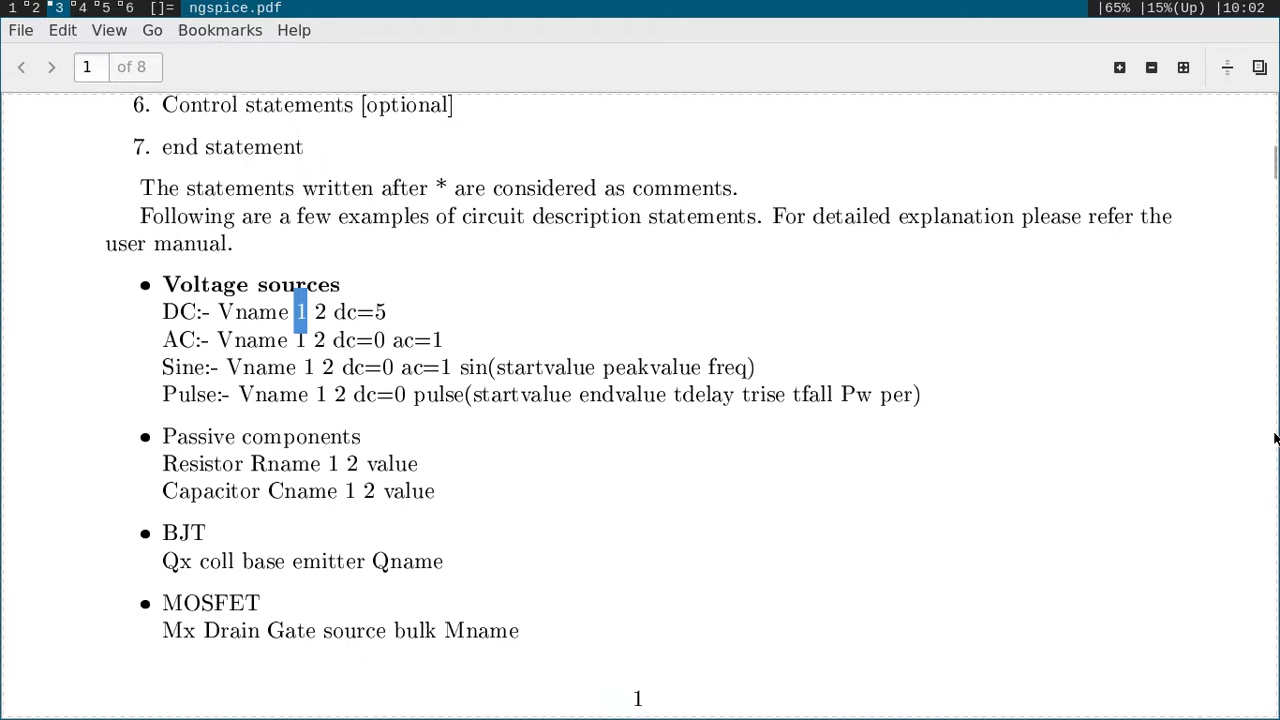 1 2 3 4 5 6 []= ngspice.pdf |65% |15%(Up) |10:02
File Edit View Go Bookmarks Help
1 of 8
6. Control statements [optional]
7. end statement
The statements written after * are considered as comments.
Following are a few examples of circuit description statements. For detailed explanation please refer the
user manual.
• Voltage sources
DC:- Vname 1 2 dc=5
AC:- Vname 1 2 dc=0 ac=1
Sine:- Vname 1 2 dc=0 ac=1 sin(startvalue peakvalue freq)
Pulse:- Vname 1 2 dc=0 pulse(startvalue endvalue tdelay trise tfall Pw per)
• Passive components
Resistor Rname 1 2 value
Capacitor Cname 1 2 value
• BJT
Qx coll base emitter Qname
• MOSFET
Mx Drain Gate source bulk Mname
1